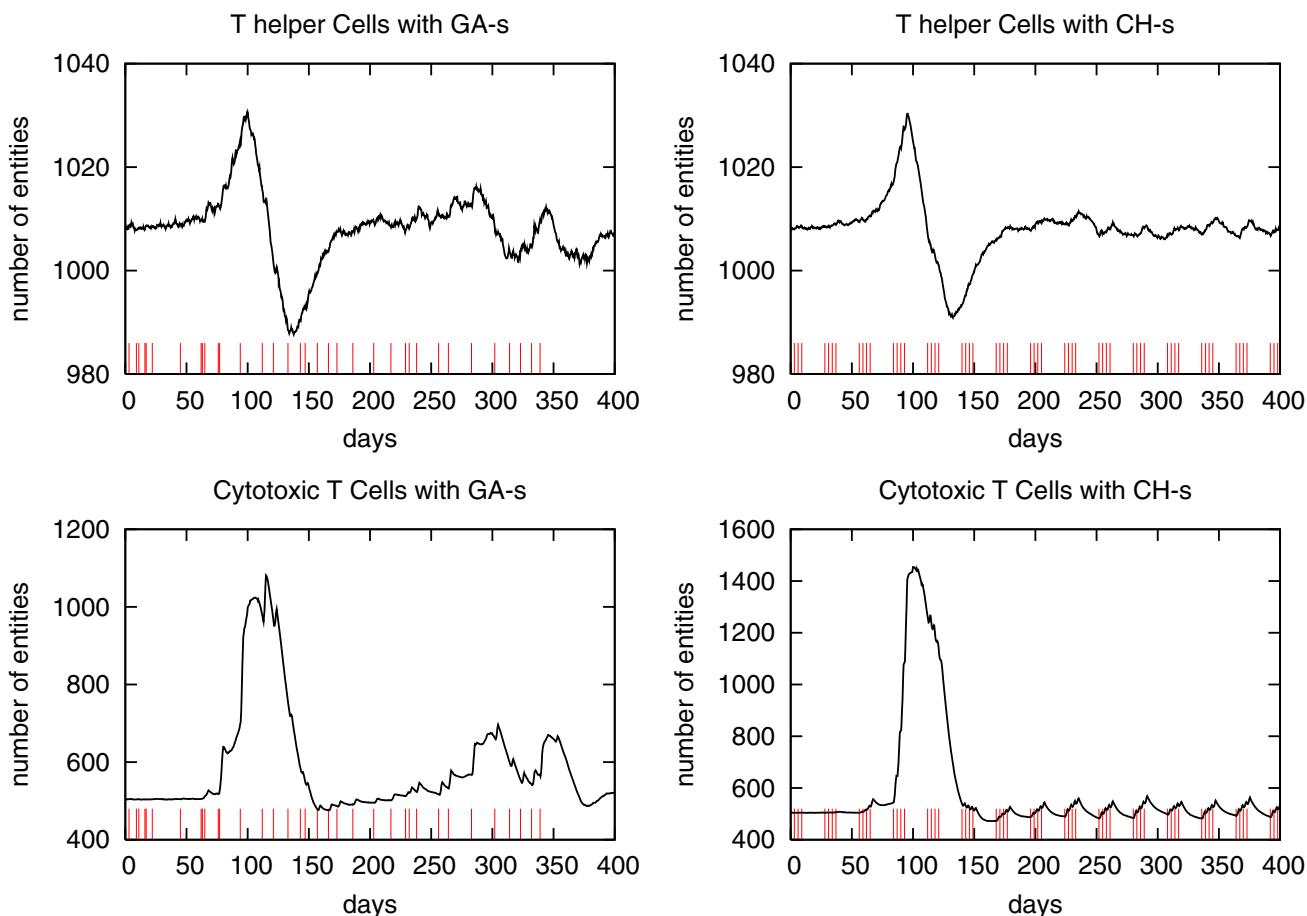 T helper Cells with GA-s
1040
1020
1000
980
number of entities
0 50 100 150 200 250 300 350 400
days
T helper Cells with CH-s
1040
1020
1000
980
number of entities
0 50 100 150 200 250 300 350 400
days
Cytotoxic T Cells with GA-s
1200
1000
800
600
400
number of entities
0 50 100 150 200 250 300 350 400
days
Cytotoxic T Cells with CH-s
1600
1400
1200
1000
800
600
400
number of entities
0 50 100 150 200 250 300 350 400
days